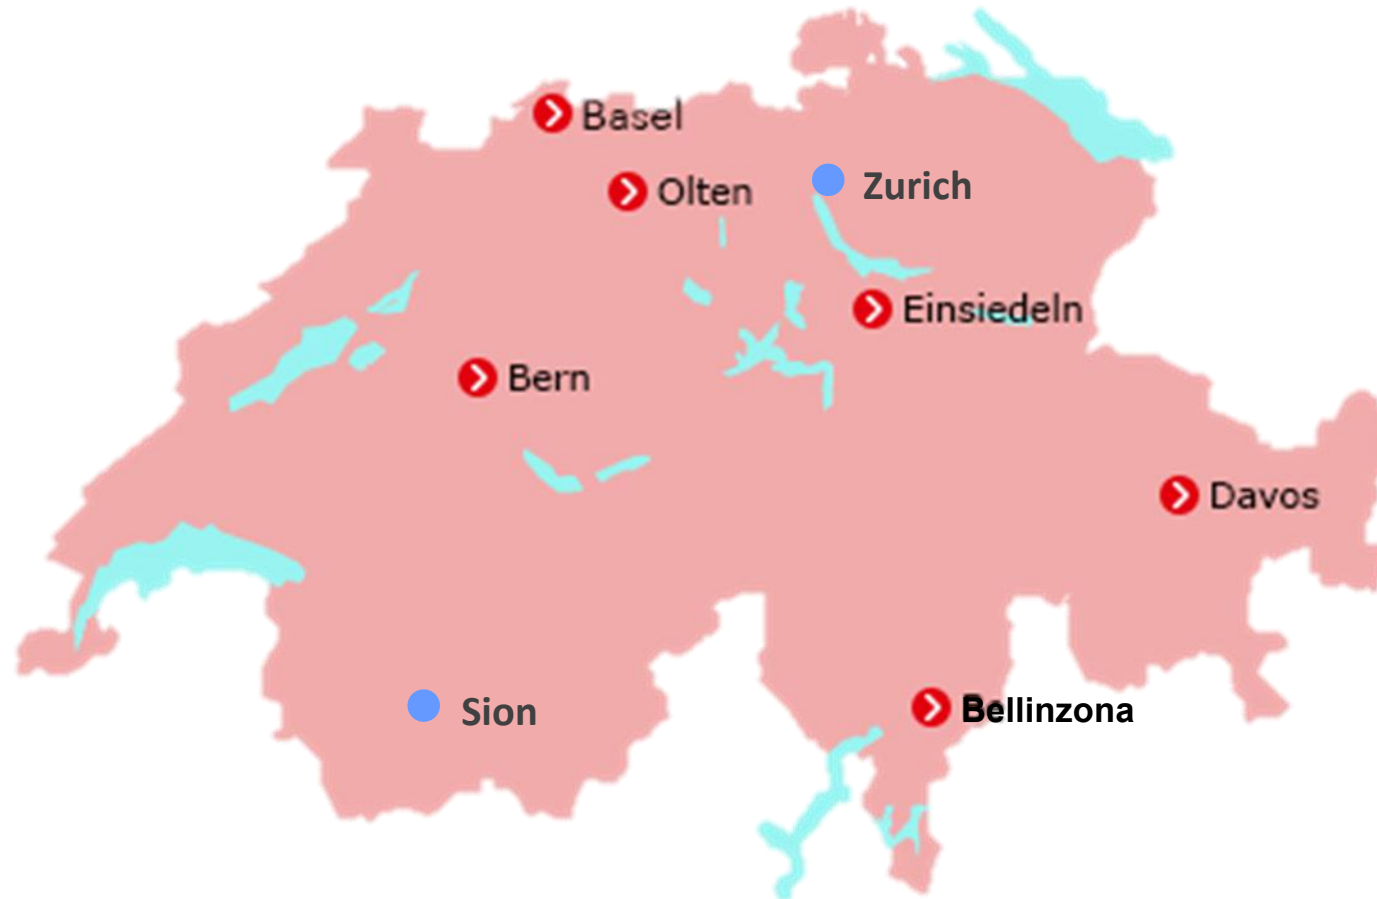 Basel
Zurich
Olten
Einsiedeln
Bern
Davos
Sion
Bellinzona